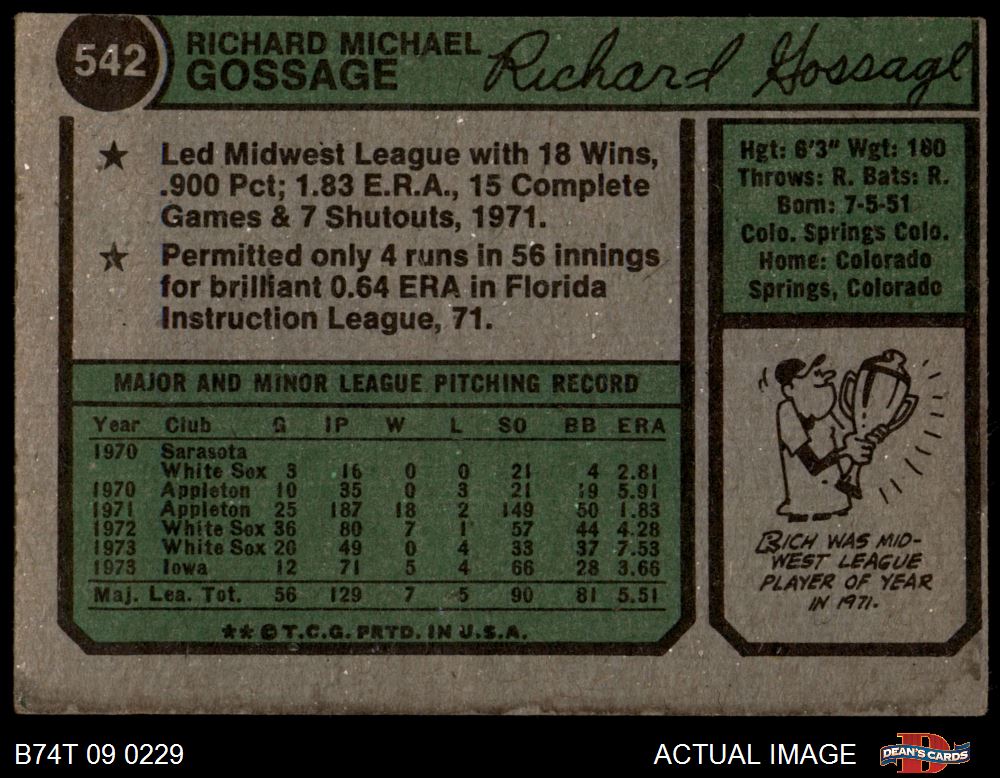 542
RICHARD MICHAEL
GOSSAGE
Richard Gossage
★ Led Midwest League with 18 Wins,
.900 Pct; 1.83 E.R.A., 15 Complete
Games & 7 Shutouts, 1971.
★ Permitted only 4 runs in 56 innings
for brilliant 0.64 ERA in Florida
Instruction League, 71.
Hgt: 6'3" Wgt: 180
Throws: R. Bats: R.
Born: 7-5-51
Colo. Springs Colo.
Home: Colorado
Springs, Colorado
MAJOR AND MINOR LEAGUE PITCHING RECORD
Year Club G IP W L SO BB ERA
1970 Sarasota
White Sox 3 16 0 0 21 4 2.81
1970 Appleton 10 35 0 3 21 19 5.91
1971 Appleton 25 187 18 2 149 50 1.83
1972 White Sox 36 80 7 1 57 44 4.28
1973 White Sox 20 49 0 4 33 37 7.53
1973 Iowa 12 71 5 4 66 28 3.66
Maj. Lea. Tot. 56 129 7 5 90 81 5.51
** © T.C.G. PRTD. IN U.S.A.
RICH WAS MID-
WEST LEAGUE
PLAYER OF YEAR
IN 1971.
B74T 09 0229
ACTUAL IMAGE
D
DEAN'S CARDS